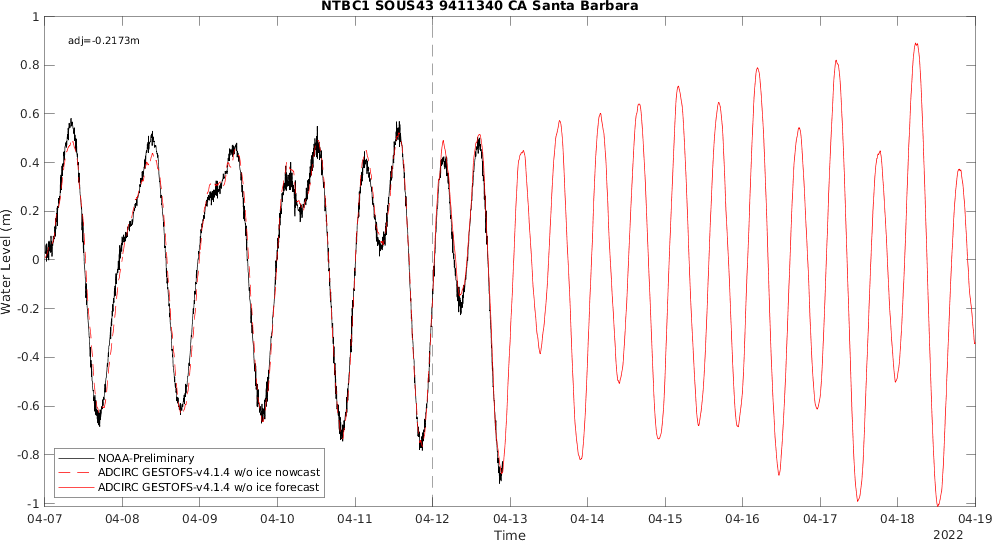 NTBC1 SOUS43 9411340 CA Santa Barbara
adj=-0.2173m
Water Level (m)
1
0.8
0.6
0.4
0.2
0
-0.2
-0.4
-0.6
-0.8
-1
NOAA-Preliminary
ADCIRC GESTOFS-v4.1.4 w/o ice nowcast
ADCIRC GESTOFS-v4.1.4 w/o ice forecast
04-07 04-08 04-09 04-10 04-11 04-12 04-13 04-14 04-15 04-16 04-17 04-18 04-19
Time
2022